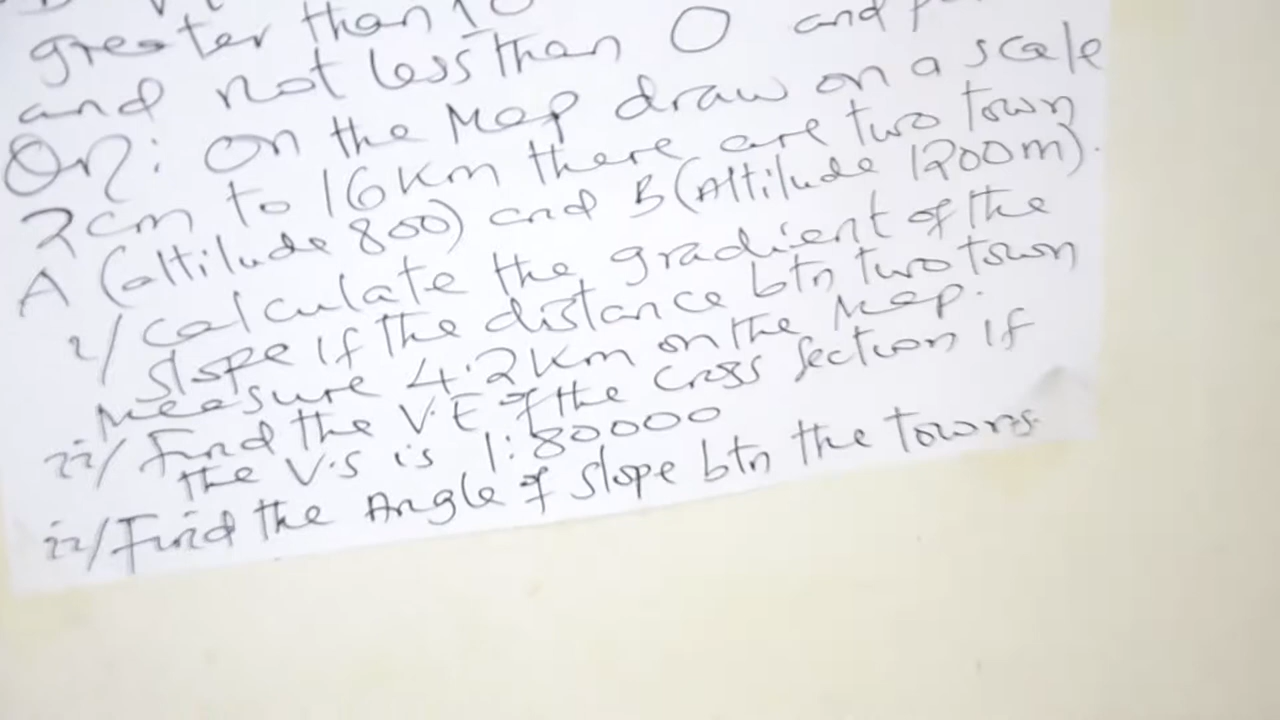 greater than 10
and not less than 0 and
Qn: on the Map draw on a scale
2cm to 16Km there are two town
A (altitude 800) and B (Altitude 1200m).
i/ Calculate the gradient of the
slope if the distance btn two town
Measure 4.2Km on the Map.
ii/ Find the V.E of the cross section if
the V.S is 1:80000
ii/ Find the Angle of slope btn the towns.